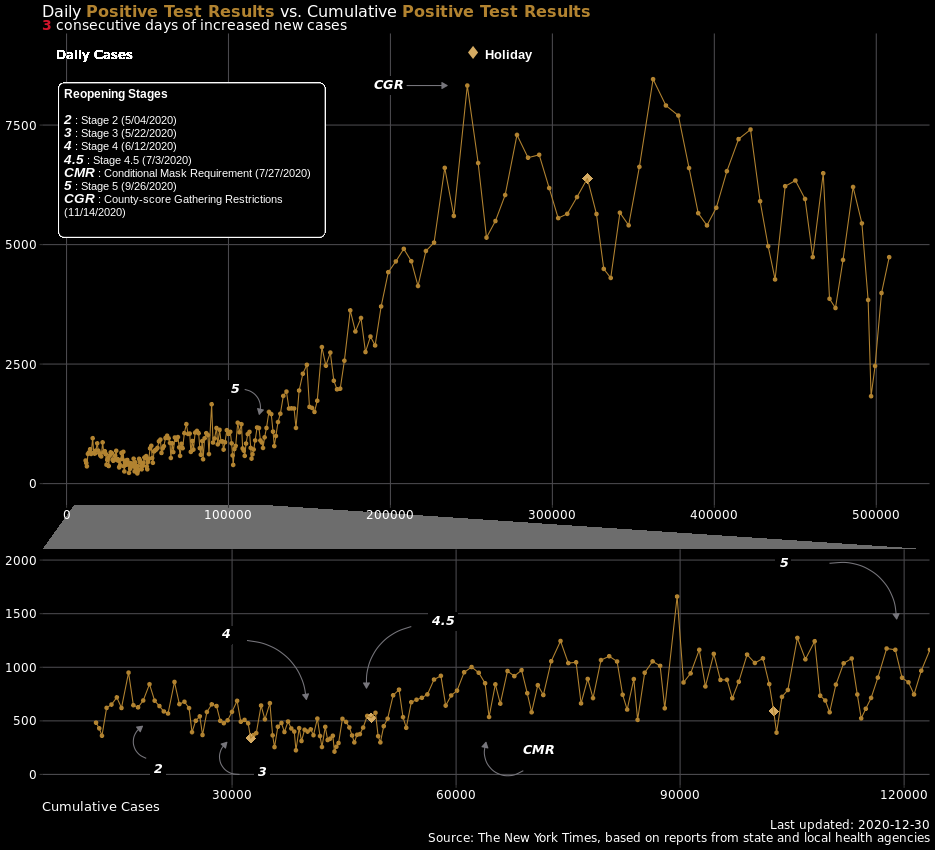 Daily Positive Test Results vs. Cumulative Positive Test Results
3 consecutive days of increased new cases
Daily Cases
Holiday
CGR
Reopening Stages
2 : Stage 2 (5/04/2020)
3 : Stage 3 (5/22/2020)
4 : Stage 4 (6/12/2020)
4.5 : Stage 4.5 (7/3/2020)
CMR : Conditional Mask Requirement (7/27/2020)
5 : Stage 5 (9/26/2020)
CGR : County-score Gathering Restrictions
(11/14/2020)
7500
5000
2500
5
0
0 100000 200000 300000 400000 500000
2000
5
1500
4.5
4
1000
500
CMR
2
3
0
30000 60000 90000 120000
Cumulative Cases
Last updated: 2020-12-30
Source: The New York Times, based on reports from state and local health agencies